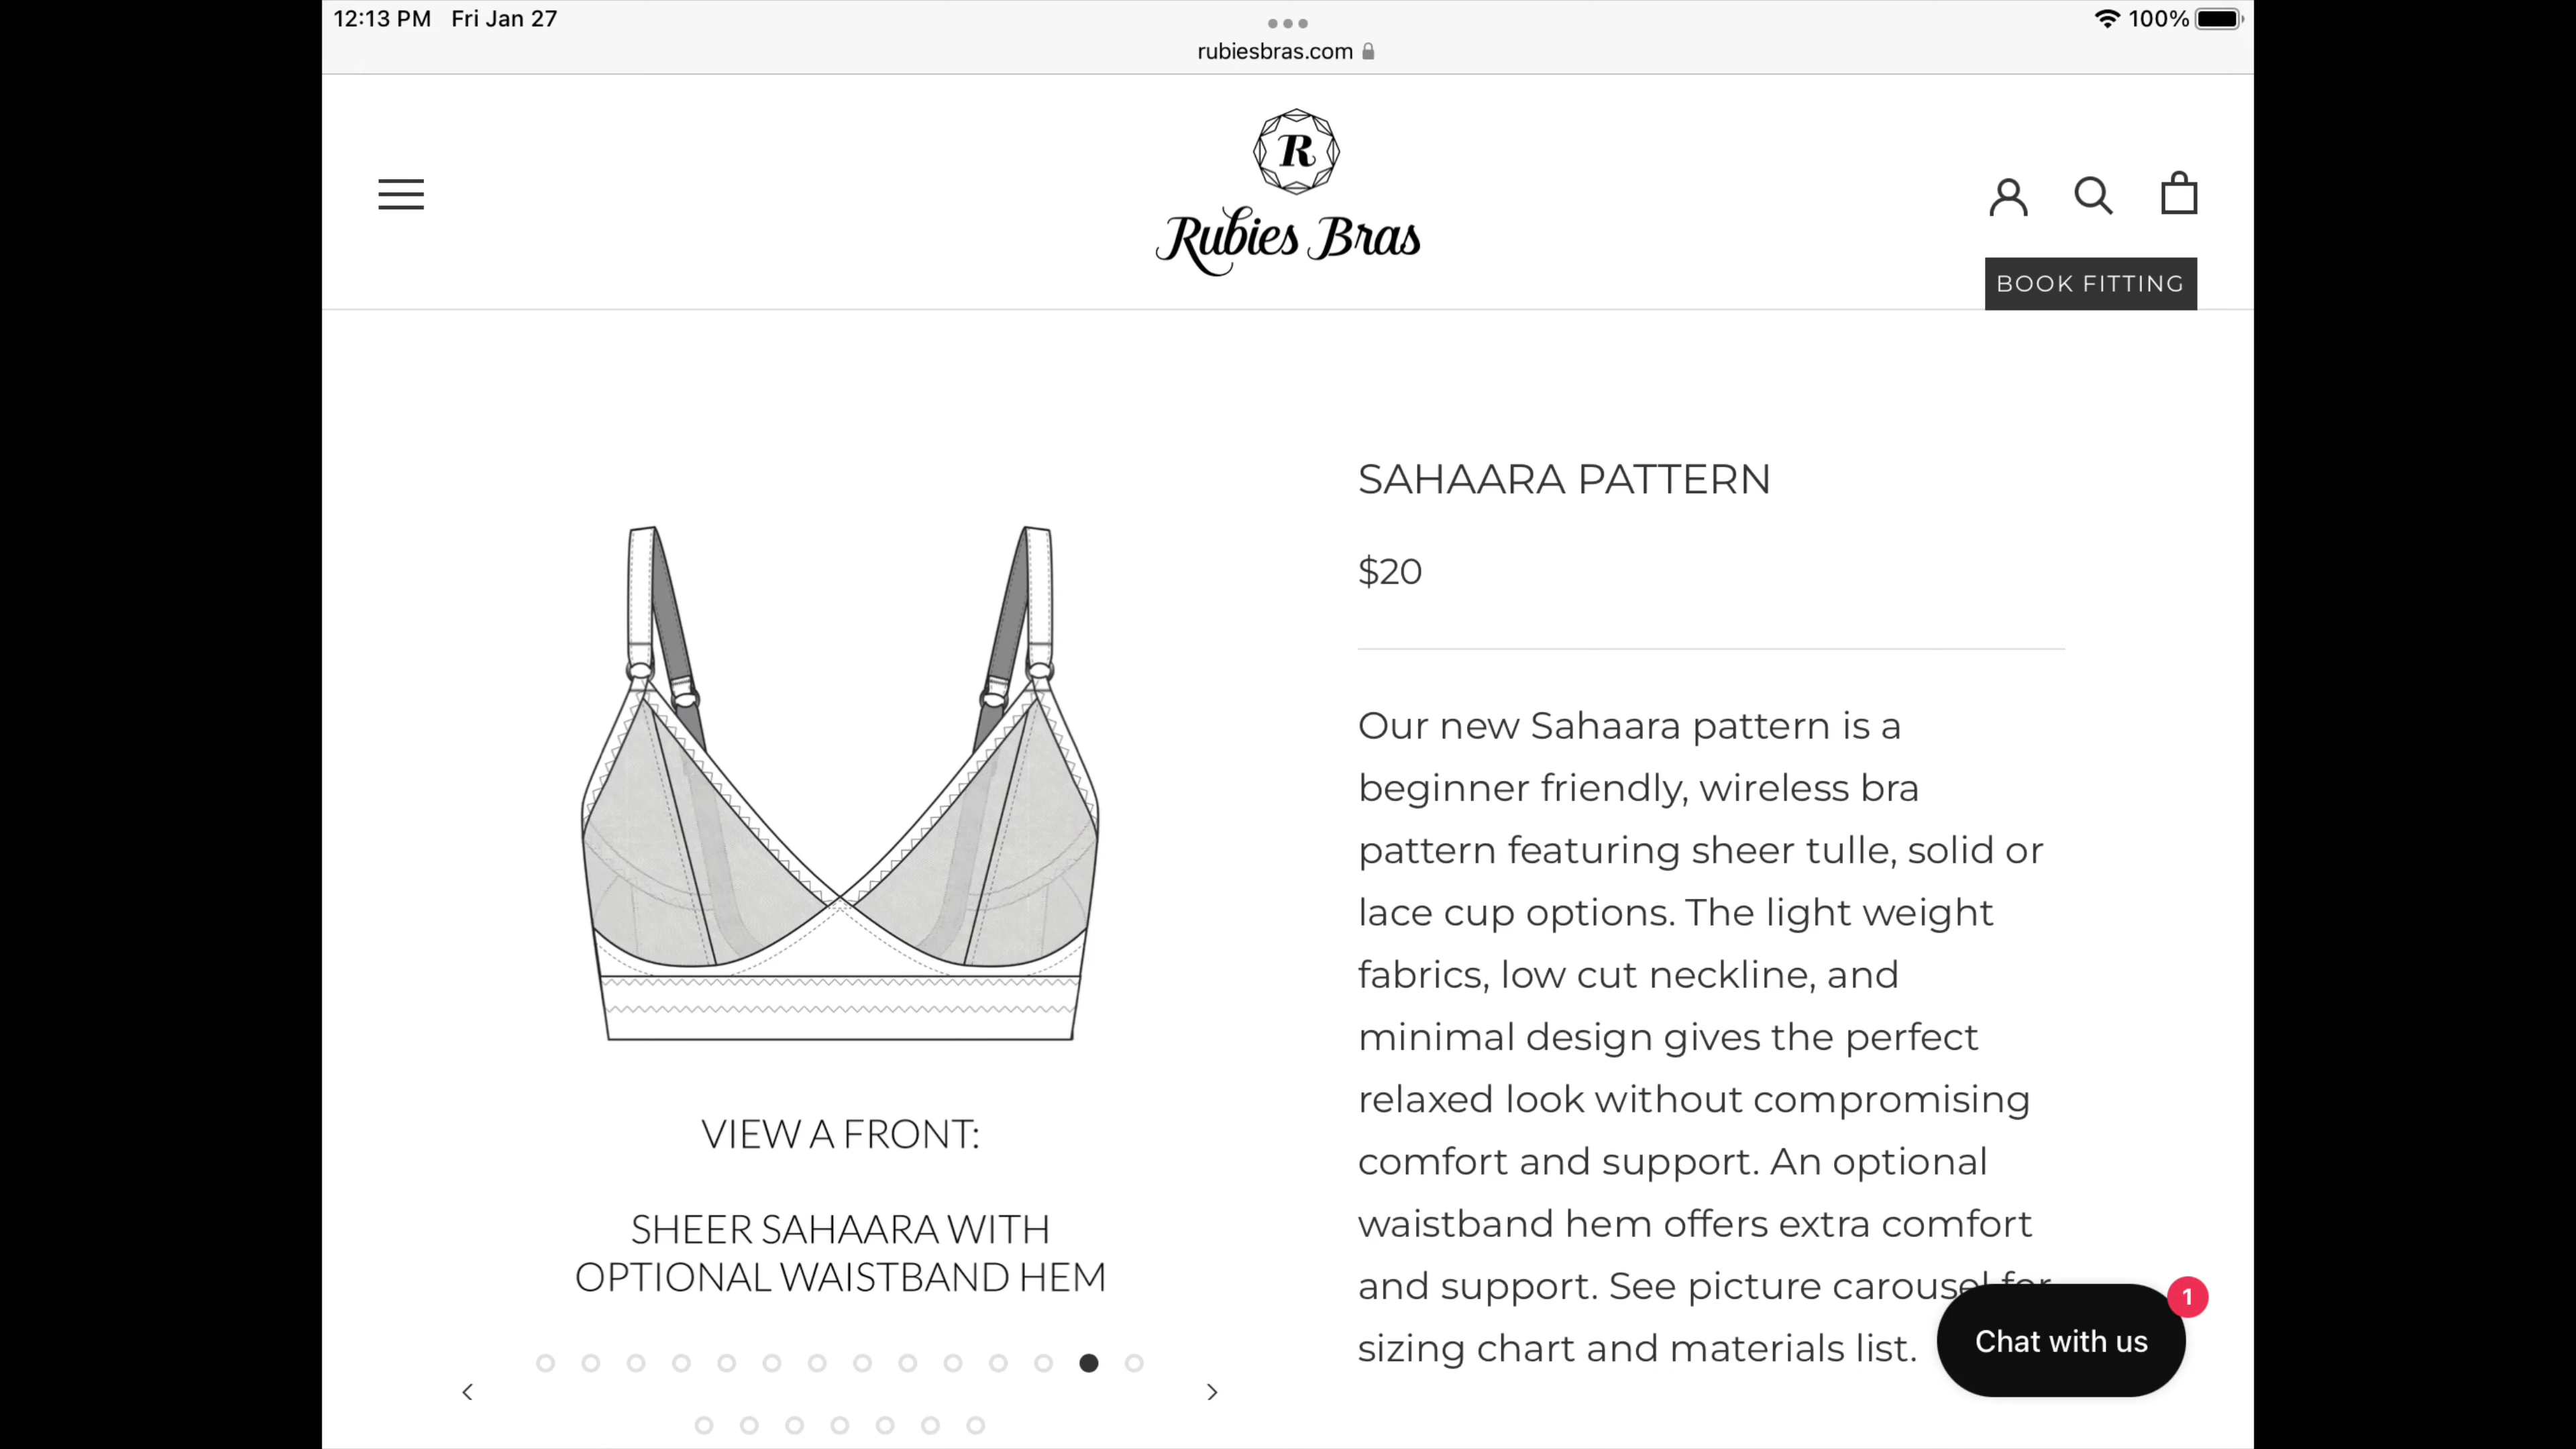 12:13 PM Fri Jan 27
100%
rubiesbras.com
R
Rubies Bras
BOOK FITTING
SAHAARA PATTERN
$20
Our new Sahaara pattern is a
beginner friendly, wireless bra
pattern featuring sheer tulle, solid or
lace cup options. The light weight
fabrics, low cut neckline, and
minimal design gives the perfect
relaxed look without compromising
comfort and support. An optional
waistband hem offers extra comfort
and support. See picture carousel for
sizing chart and materials list.
VIEW A FRONT:
SHEER SAHAARA WITH
OPTIONAL WAISTBAND HEM
1
Chat with us